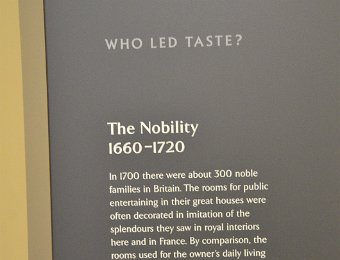 WHO LED TASTE?
The Nobility
1660–1720
In 1700 there were about 300 noble
families in Britain. The rooms for public
entertaining in their great houses were
often decorated in imitation of the
splendours they saw in royal interiors
here and in France. By comparison, the
rooms used for the owner's daily living